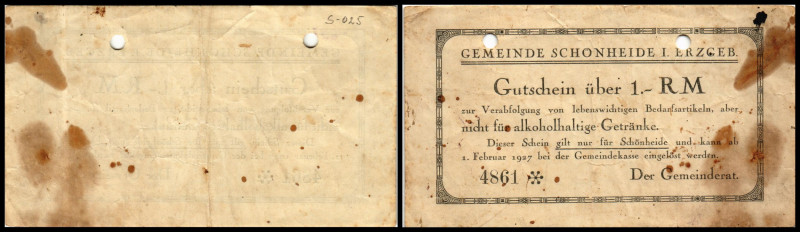 S-025
GEMEINDE SCHÖNHEIDE I. ERZGEB.
Gutschein über 1.- RM
zur Verabfolgung von lebenswichtigen Bedarfsartikeln, aber
nicht für alkoholhaltige Getränke.
Dieser Schein gilt nur für Schönheide und kann ab
1. Februar 1927 bei der Gemeindekasse eingelöst werden.
4861 Der Gemeinderat.